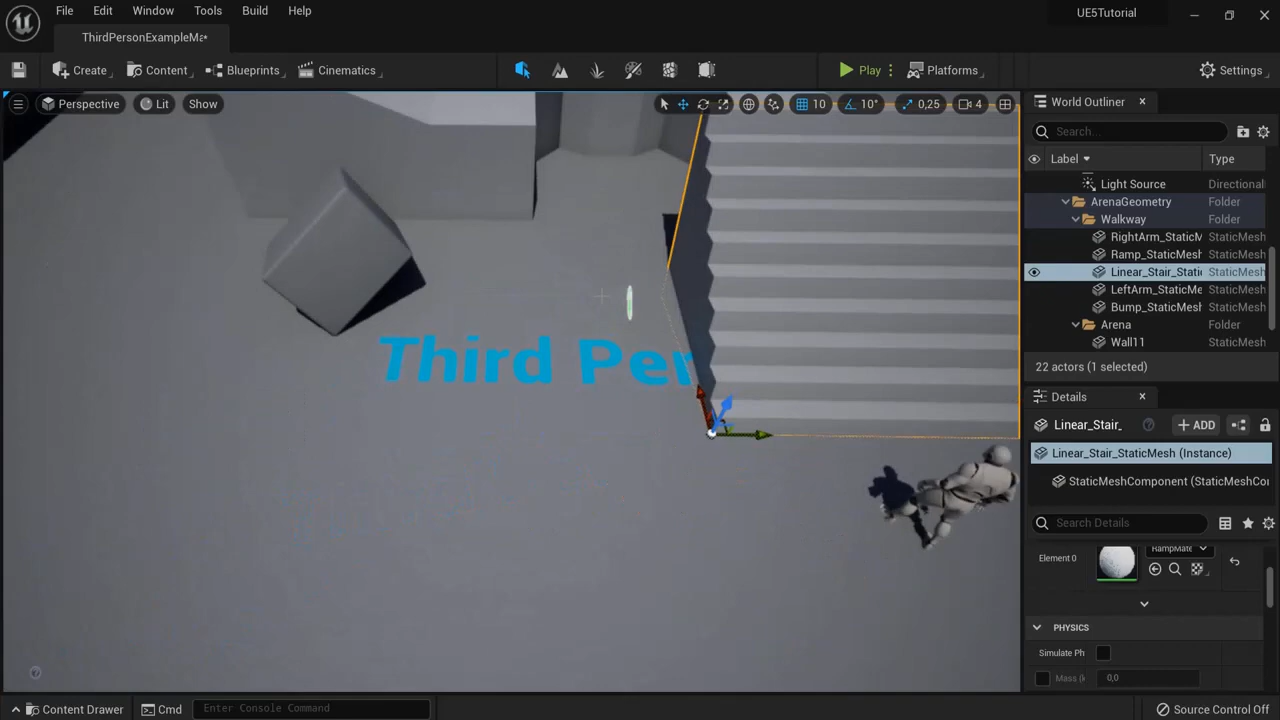 File Edit Window Tools Build Help UE5Tutorial
ThirdPersonExampleMa*
Create Content Blueprints Cinematics Play Platforms Settings
Perspective Lit Show 10 10° 0,25 4
World Outliner
Search...
Label Type
Light Source Directional
ArenaGeometry Folder
Walkway Folder
RightArm_StaticM StaticMesh
Ramp_StaticMesh StaticMesh
Linear_Stair_Stati StaticMesh
LeftArm_StaticMe StaticMesh
Bump_StaticMesh StaticMesh
Arena Folder
Wall11 StaticMesh
22 actors (1 selected)
Third Per
Details
Linear_Stair_ ADD
Linear_Stair_StaticMesh (Instance)
StaticMeshComponent (StaticMeshCo
Search Details
Element 0 RampMate
PHYSICS
Simulate Ph
Mass (k 0,0
Content Drawer Cmd Enter Console Command Source Control Off